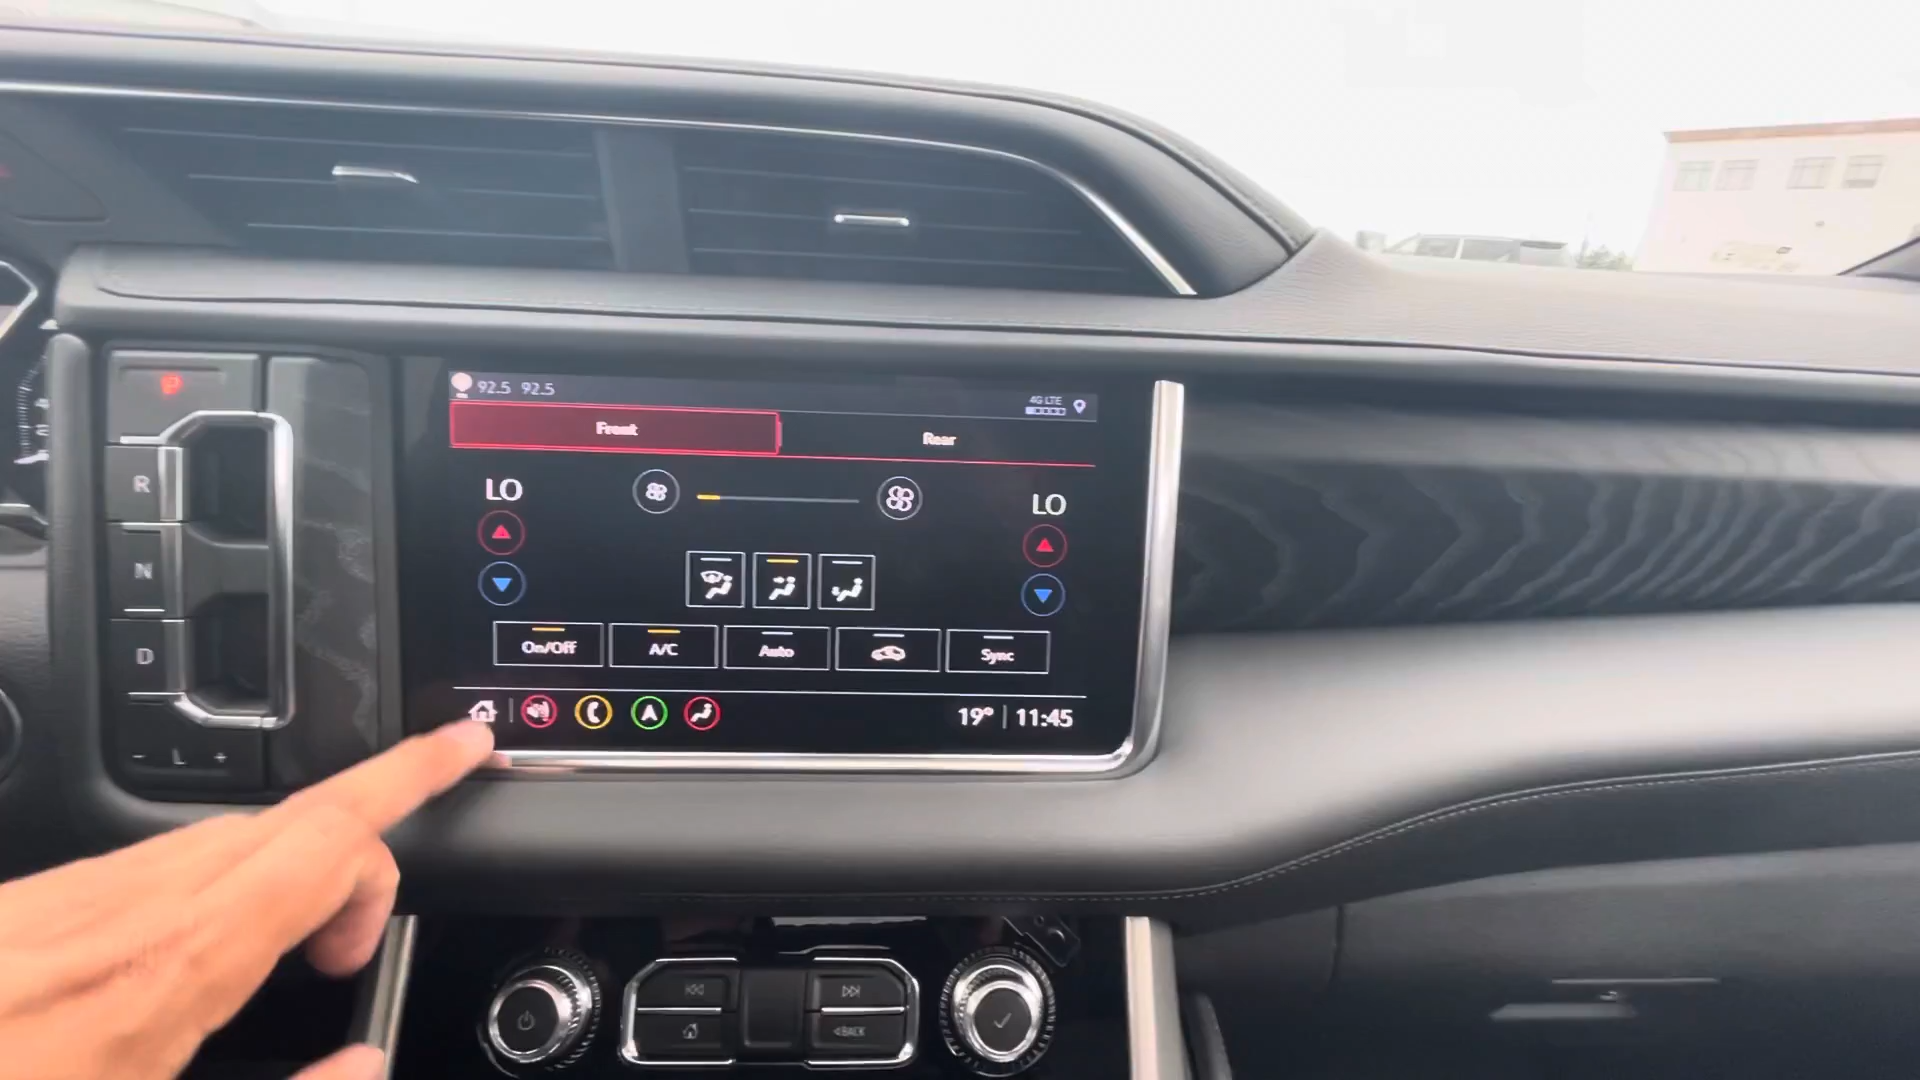 92.5 92.5
4G LTE
Front
Rear
P
R
N
D
- L +
LO
LO
On/Off
A/C
Auto
Sync
A
19° | 11:45
<BACK